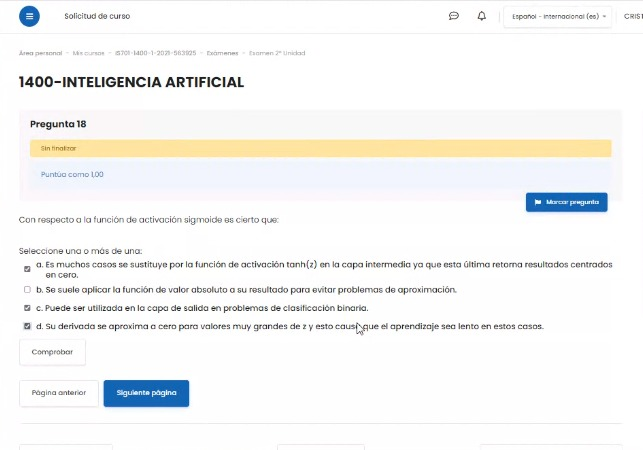 Solicitud de curso
Español - Internacional (es)
CRIST
Área personal - Mis cursos - IS701-1400-1-2021-563925 - Exámenes - Examen 2° Unidad
1400-INTELIGENCIA ARTIFICIAL
Pregunta 18
Sin finalizar
Puntúa como 1,00
Marcar pregunta
Con respecto a la función de activación sigmoide es cierto que:
Seleccione una o más de una:
a. Es muchos casos se sustituye por la función de activación tanh(z) en la capa intermedia ya que esta última retorna resultados centrados
en cero.
b. Se suele aplicar la función de valor absoluto a su resultado para evitar problemas de aproximación.
c. Puede ser utilizada en la capa de salida en problemas de clasificación binaria.
d. Su derivada se aproxima a cero para valores muy grandes de z y esto causa que el aprendizaje sea lento en estos casos.
Comprobar
Página anterior
Siguiente página